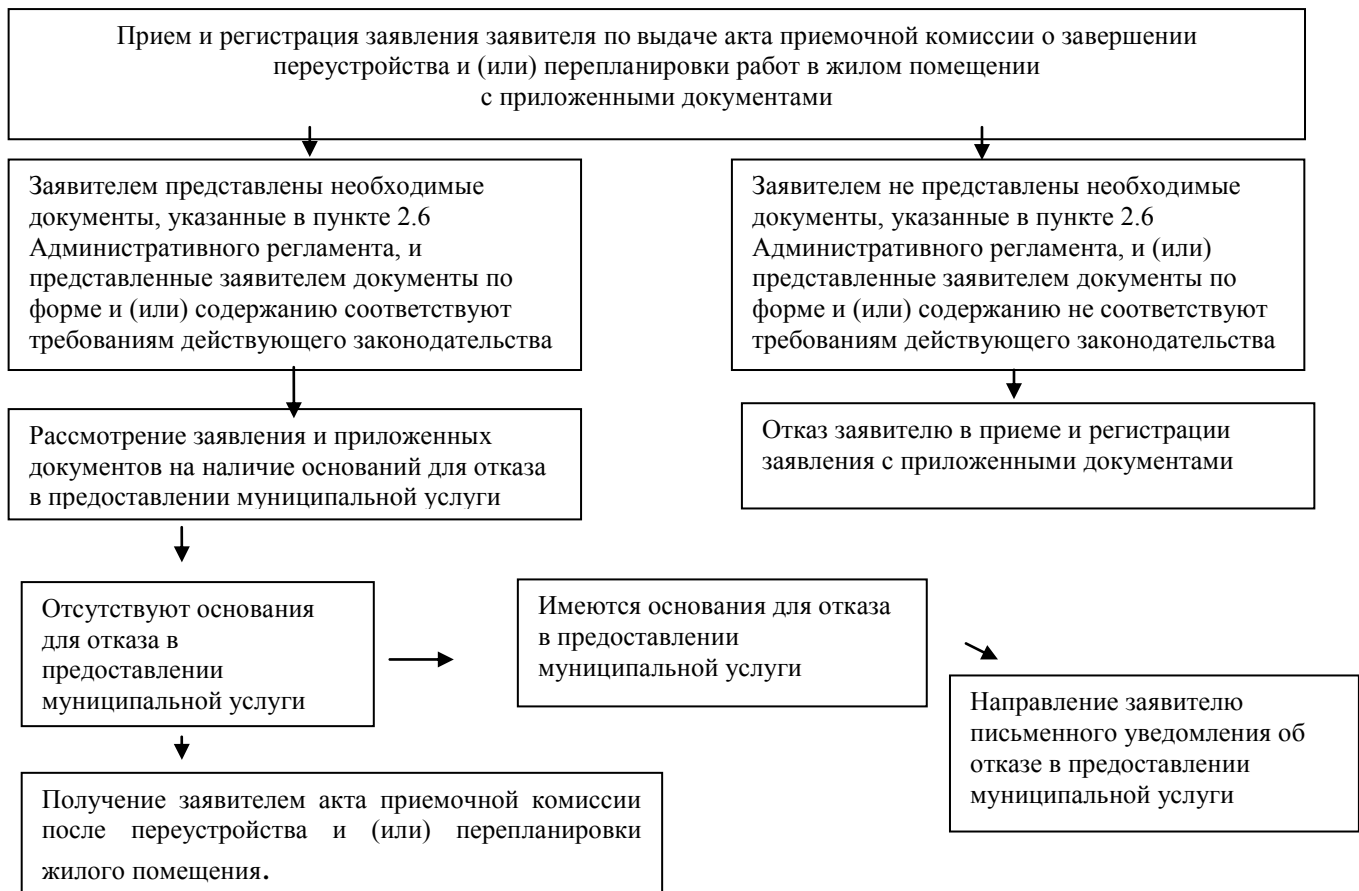 Прием и регистрация заявления заявителя по выдаче акта приемочной комиссии о завершении
переустройства и (или) перепланировки работ в жилом помещении
с приложенными документами
Заявителем представлены необходимые
документы, указанные в пункте 2.6
Административного регламента, и
представленные заявителем документы по
форме и (или) содержанию соответствуют
требованиям действующего законодательства
Заявителем не представлены необходимые
документы, указанные в пункте 2.6
Административного регламента, и (или)
представленные заявителем документы по
форме и (или) содержанию не соответствуют
требованиям действующего законодательства
Рассмотрение заявления и приложенных
документов на наличие оснований для отказа
в предоставлении муниципальной услуги
Отказ заявителю в приеме и регистрации
заявления с приложенными документами
Отсутствуют основания
для отказа в
предоставлении
муниципальной услуги
Имеются основания для отказа
в предоставлении
муниципальной услуги
Направление заявителю
письменного уведомления об
отказе в предоставлении
муниципальной услуги
Получение заявителем акта приемочной комиссии
после переустройства и (или) перепланировки
жилого помещения.